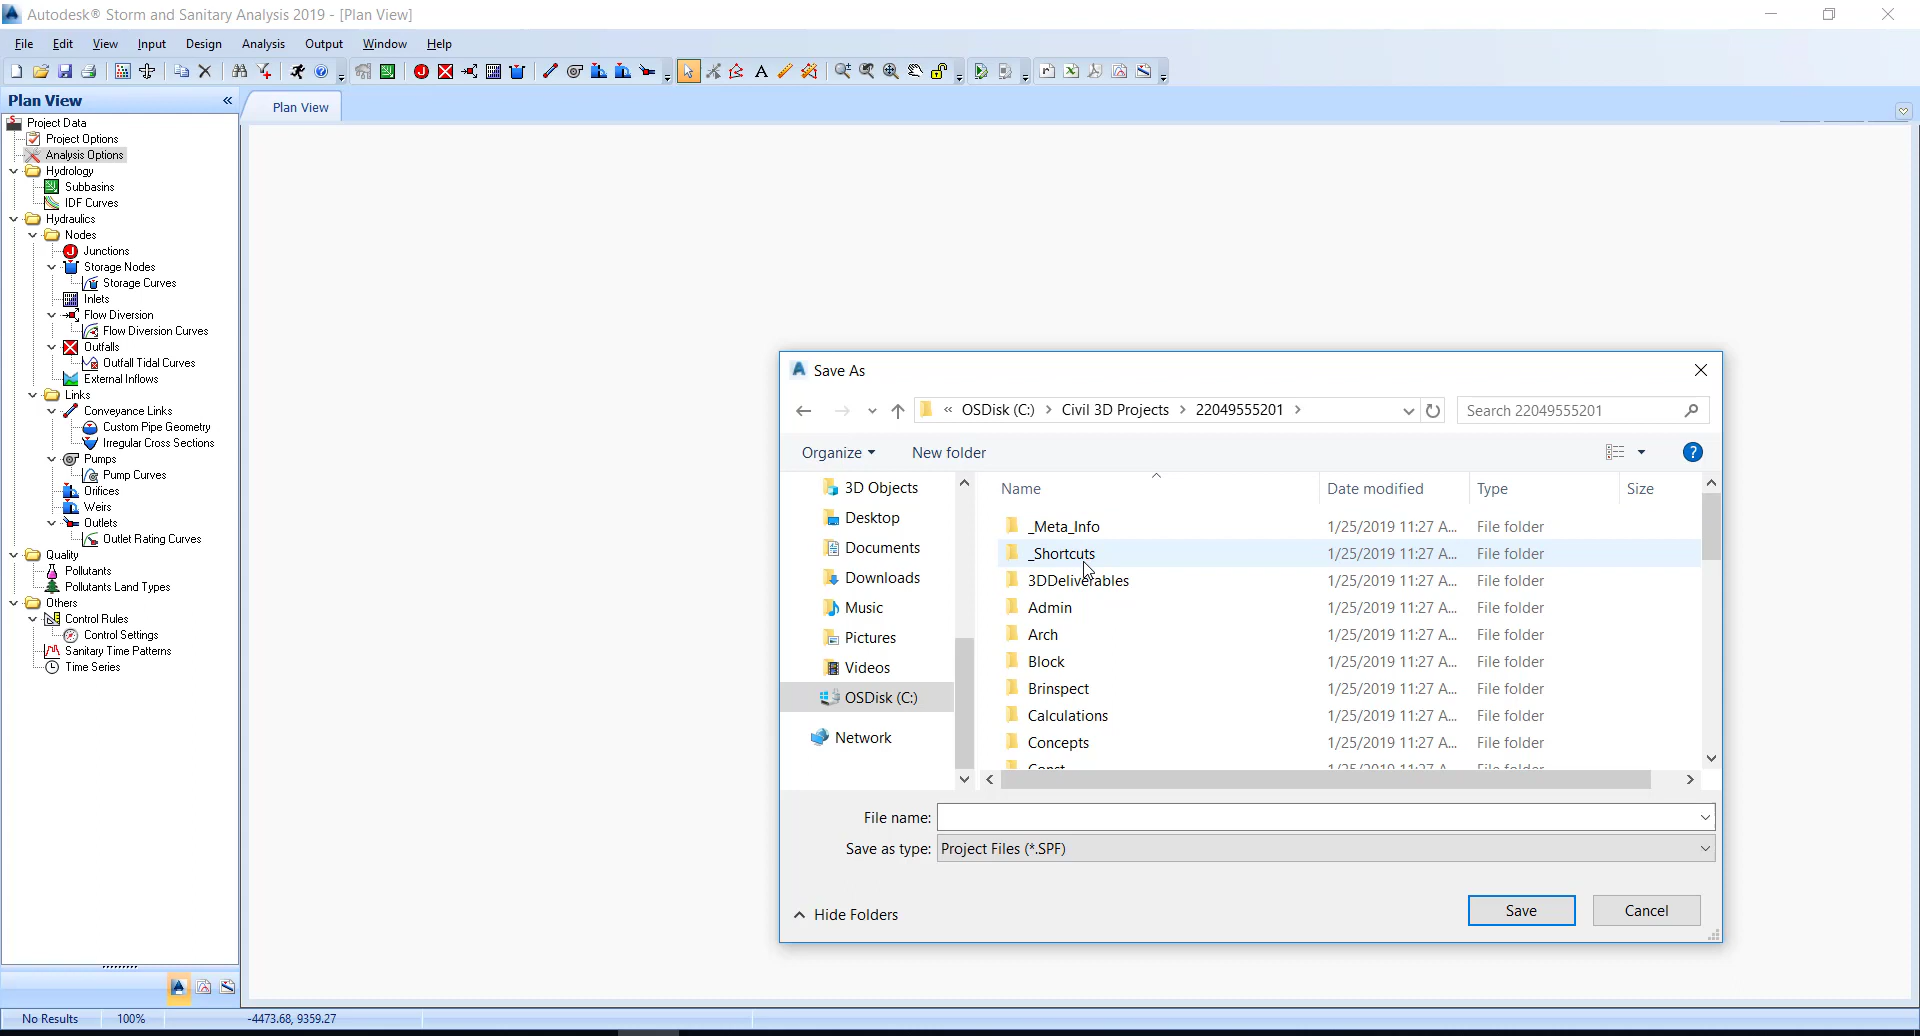 Autodesk® Storm and Sanitary Analysis 2019 - [Plan View]
File Edit View Input Design Analysis Output Window Help
Plan View
«
Plan View
Project Data
Project Options
Analysis Options
Hydrology
Subbasins
IDF Curves
Hydraulics
Nodes
Junctions
Storage Nodes
Storage Curves
Inlets
Flow Diversion
Flow Diversion Curves
Outfalls
Outfall Tidal Curves
External Inflows
Links
Conveyance Links
Custom Pipe Geometry
Irregular Cross Sections
Pumps
Pump Curves
Orifices
Weirs
Outlets
Outlet Rating Curves
Quality
Pollutants
Pollutants Land Types
Others
Control Rules
Control Settings
Sanitary Time Patterns
Time Series
Save As
« OSDisk (C:) > Civil 3D Projects > 22049555201 >
Search 22049555201
Organize New folder
3D Objects
Desktop
Documents
Downloads
Music
Pictures
Videos
OSDisk (C:)
Network
Name Date modified Type Size
_Meta_Info 1/25/2019 11:27 A... File folder
_Shortcuts 1/25/2019 11:27 A... File folder
3DDeliverables 1/25/2019 11:27 A... File folder
Admin 1/25/2019 11:27 A... File folder
Arch 1/25/2019 11:27 A... File folder
Block 1/25/2019 11:27 A... File folder
Brinspect 1/25/2019 11:27 A... File folder
Calculations 1/25/2019 11:27 A... File folder
Concepts 1/25/2019 11:27 A... File folder
Const 1/25/2019 11:27 A... File folder
File name:
Save as type: Project Files (*.SPF)
Hide Folders
Save Cancel
No Results 100% -4473.68, 9359.27